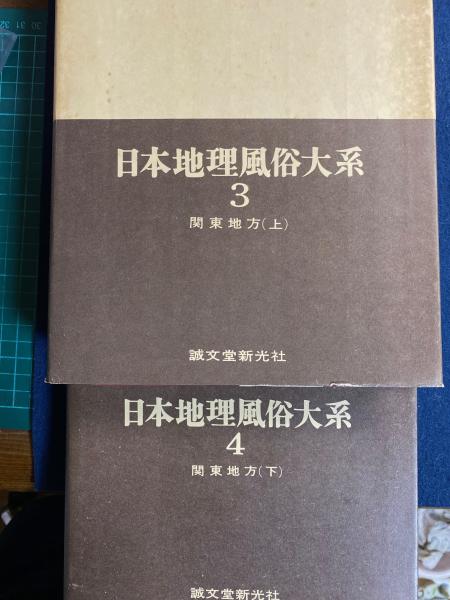 日本地理風俗大系
3
関東地方(上)
誠文堂新光社
日本地理風俗大系
4
関東地方(下)
誠文堂新光社